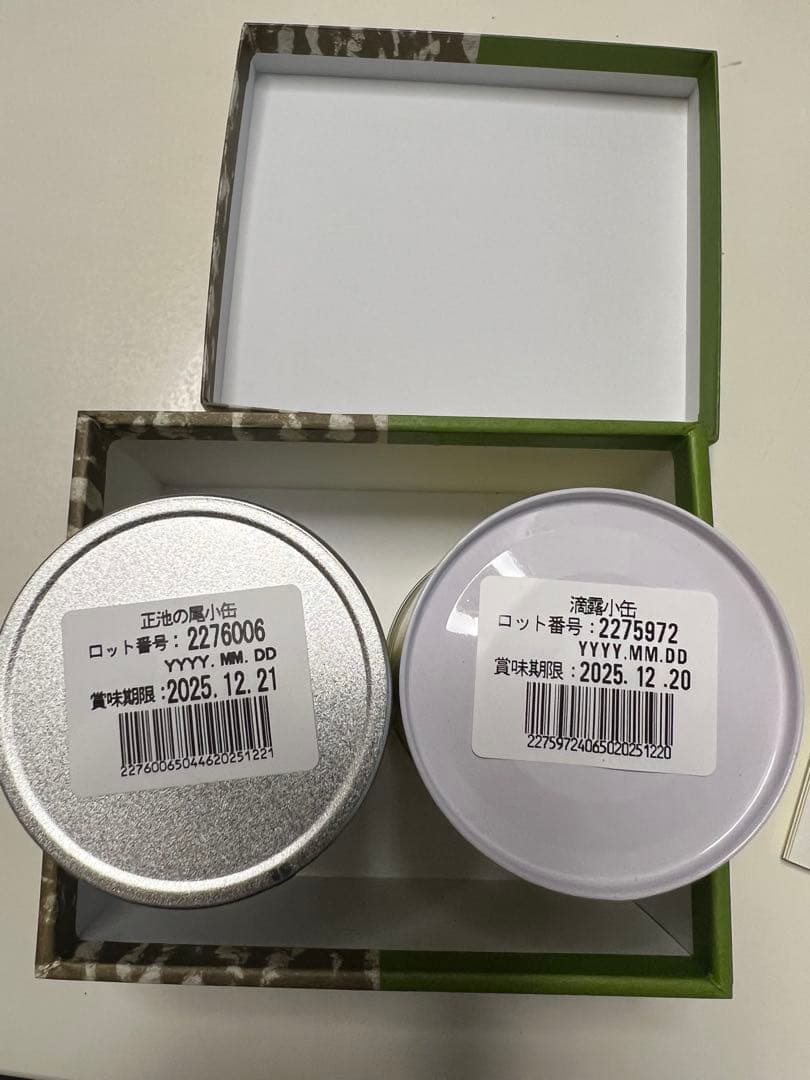 正池の尾小缶
ロット番号：2276006
YYYY.MM.DD
賞味期限：2025.12.21
22760065044620251221
滴露小缶
ロット番号：2275972
YYYY.MM.DD
賞味期限：2025.12.20
22759724065020251220